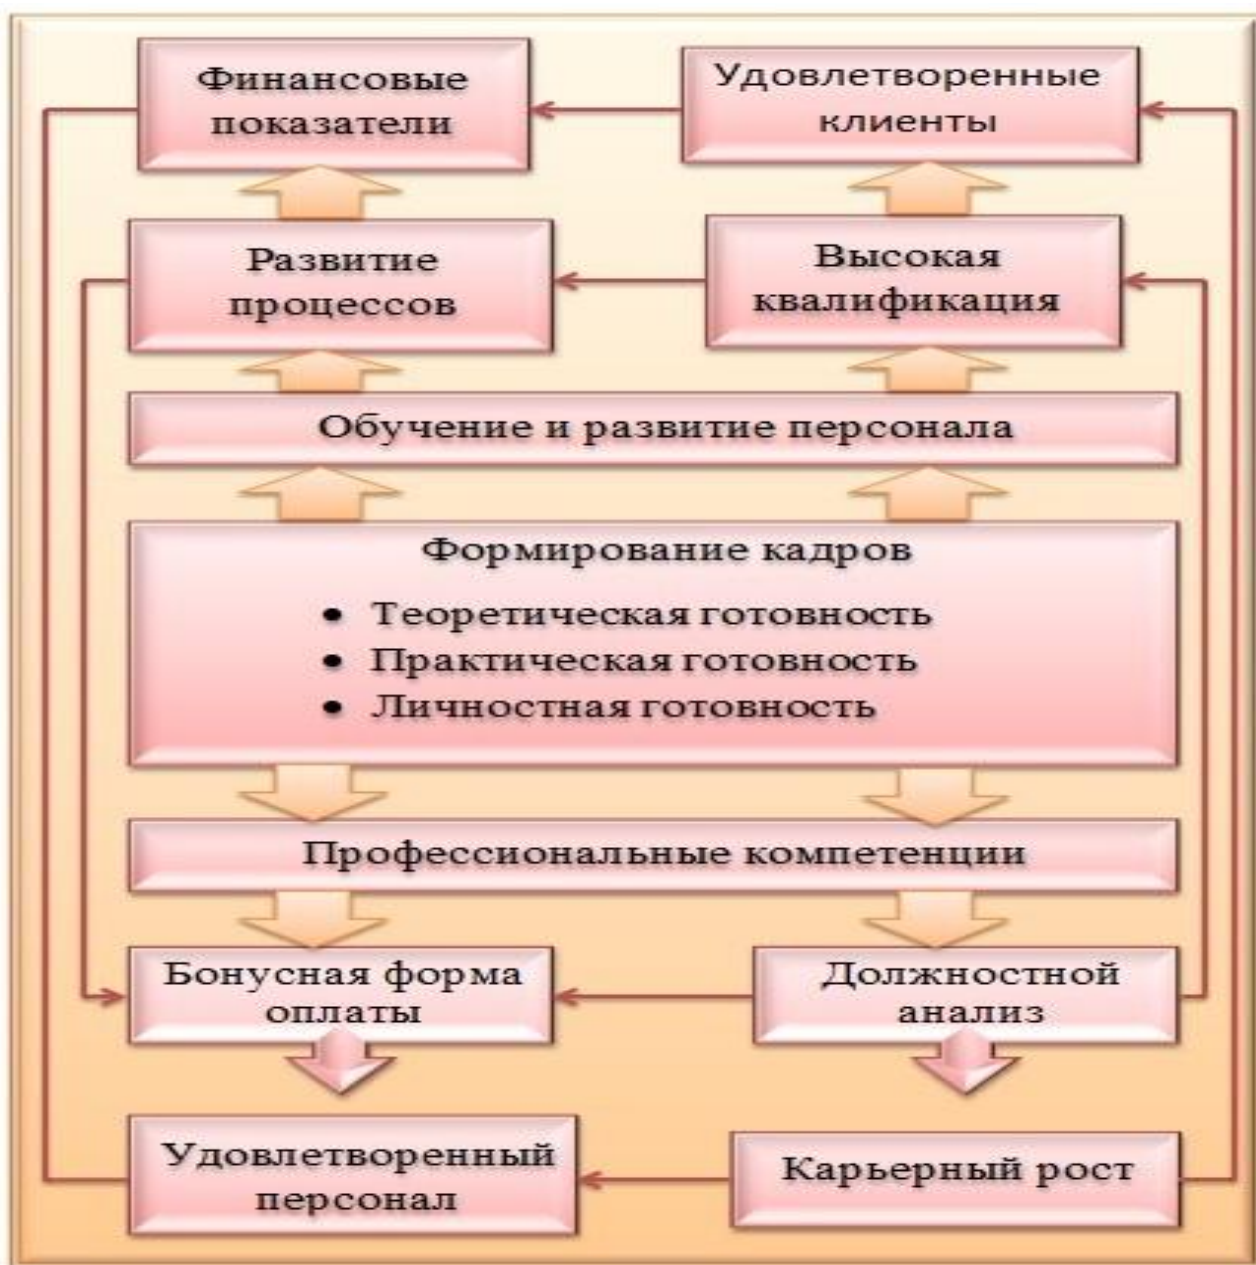 Финансовые
показатели
Удовлетворенные
клиенты
Развитие
процессов
Высокая
квалификация
Обучение и развитие персонала
Формирование кадров
• Теоретическая готовность
• Практическая готовность
• Личностная готовность
Профессиональные компетенции
Бонусная форма
оплаты
Должностной
анализ
Удовлетворенный
персонал
Карьерный рост